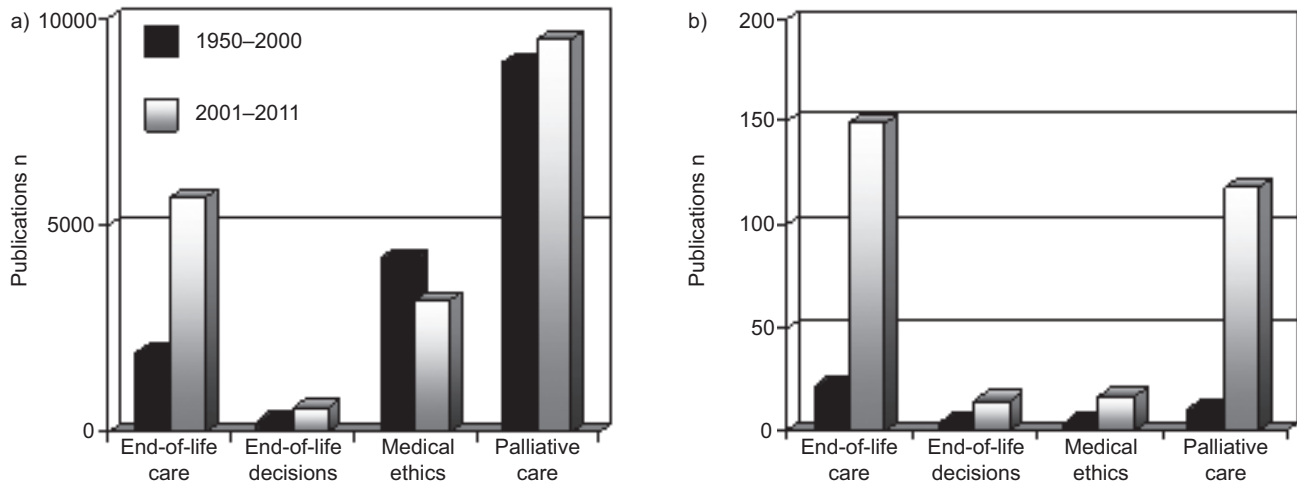 a)
10000
5000
0
Publications n
1950–2000
2001–2011
End-of-life
care
End-of-life
decisions
Medical
ethics
Palliative
care
b)
200
150
100
50
0
Publications n
End-of-life
care
End-of-life
decisions
Medical
ethics
Palliative
care